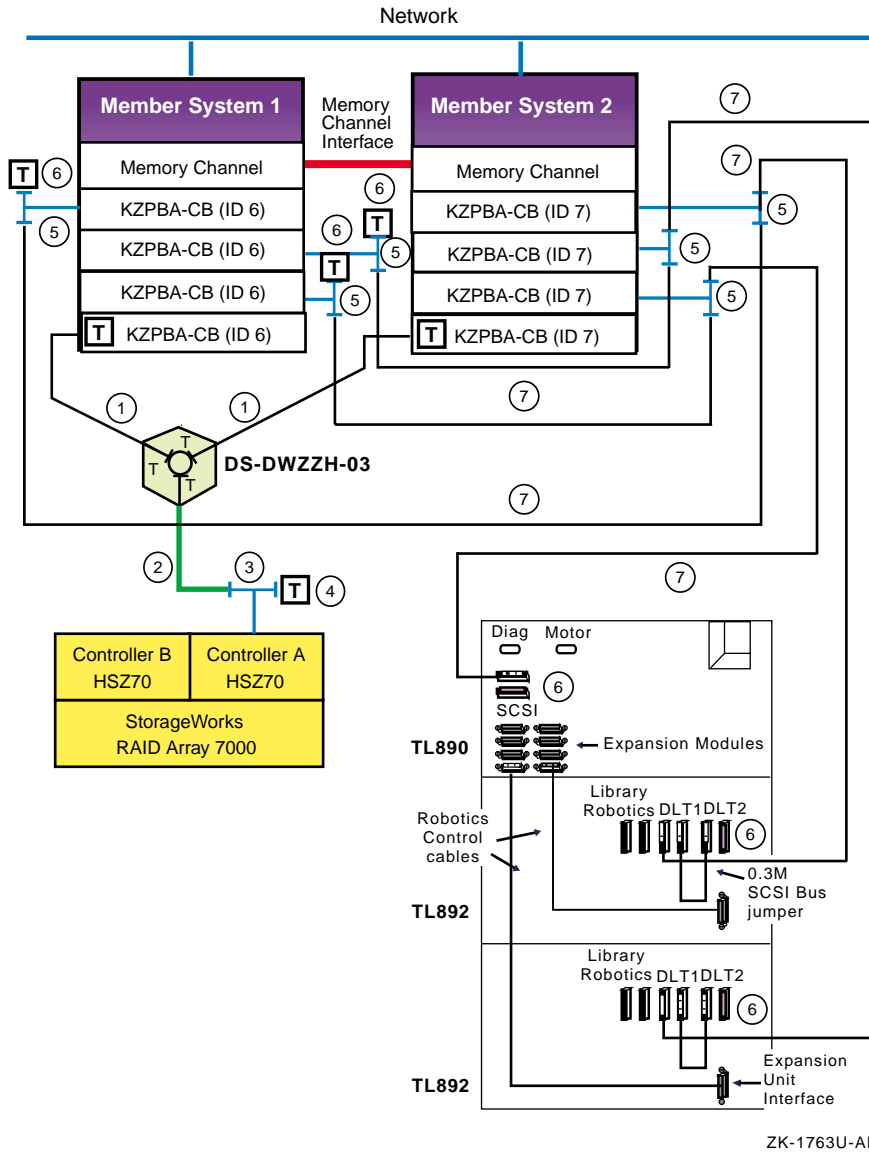 Network
Member System 1
Memory
Channel
Interface
Member System 2
7
Memory Channel
Memory Channel
7
T
6
6
KZPBA-CB (ID 6)
KZPBA-CB (ID 7)
5
T
5
6
KZPBA-CB (ID 6)
KZPBA-CB (ID 7)
5
5
T
KZPBA-CB (ID 6)
KZPBA-CB (ID 7)
5
5
T
KZPBA-CB (ID 6)
T
KZPBA-CB (ID 7)
1
1
7
T
T
T
DS-DWZZH-03
7
2
3
T
4
7
Controller B
HSZ70
Controller A
HSZ70
StorageWorks
RAID Array 7000
Diag
Motor
6
SCSI
TL890
Expansion Modules
Robotics
Control
cables
Library
Robotics
DLT1
DLT2
6
0.3M
SCSI Bus
jumper
TL892
Library
Robotics
DLT1
DLT2
6
TL892
Expansion
Unit
Interface